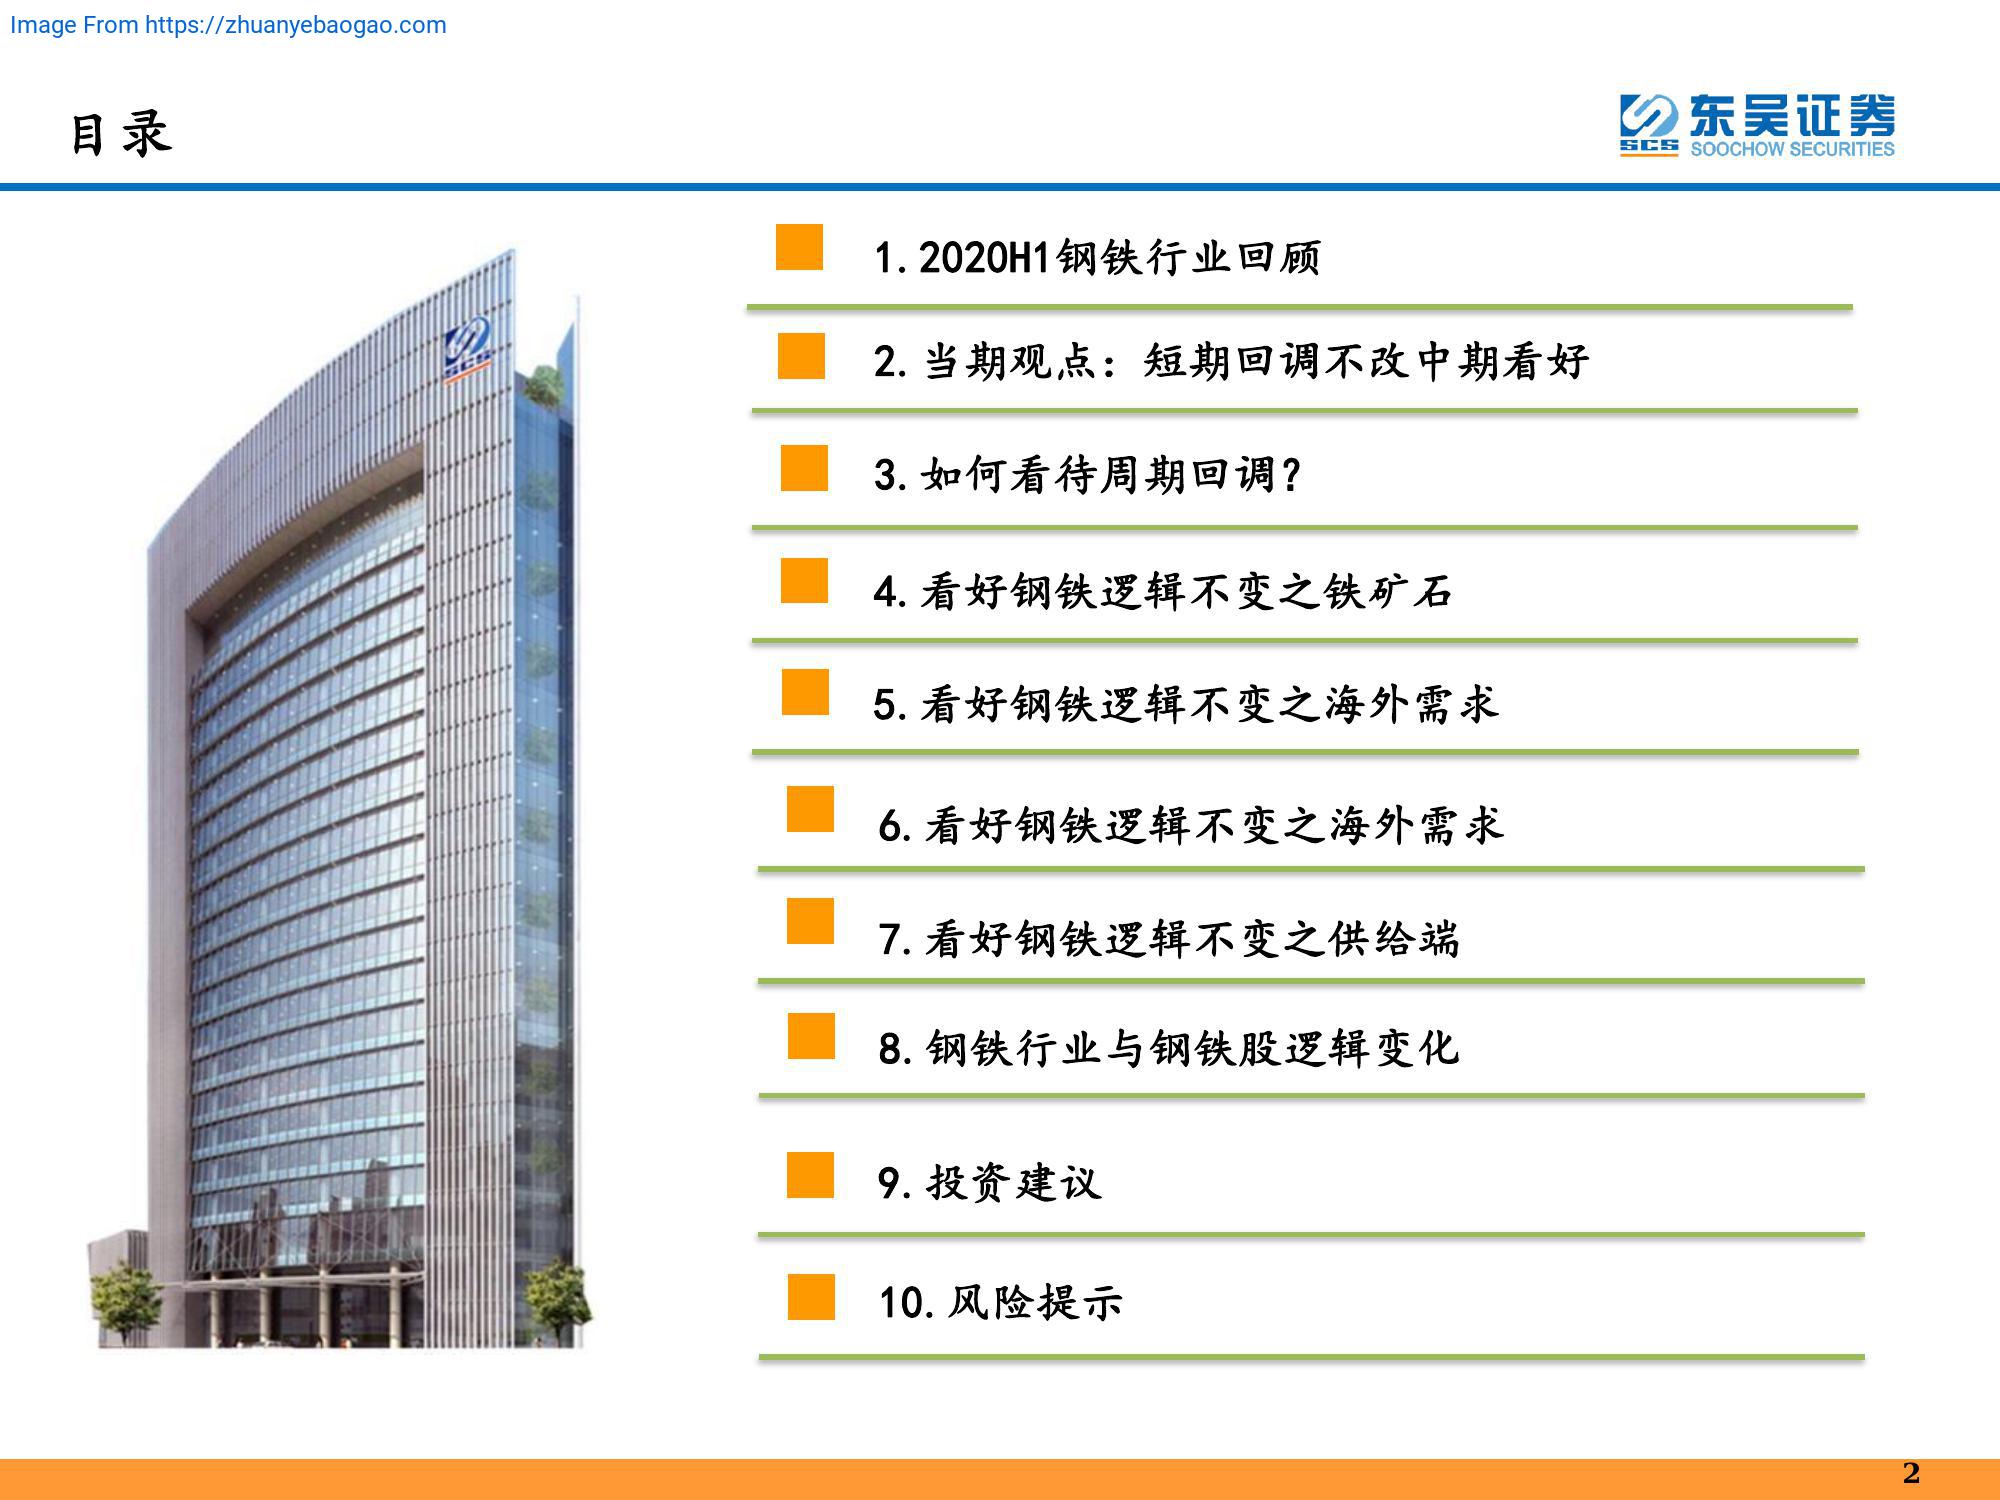 Image From https://zhuanyebaogao.com
目录
东吴证券
SCS
SOOCHOW SECURITIES
1.2020H1钢铁行业回顾
2.当期观点：短期回调不改中期看好
3.如何看待周期回调？
4.看好钢铁逻辑不变之铁矿石
5.看好钢铁逻辑不变之海外需求
6.看好钢铁逻辑不变之海外需求
7.看好钢铁逻辑不变之供给端
8.钢铁行业与钢铁股逻辑变化
9.投资建议
10.风险提示
SCS
2